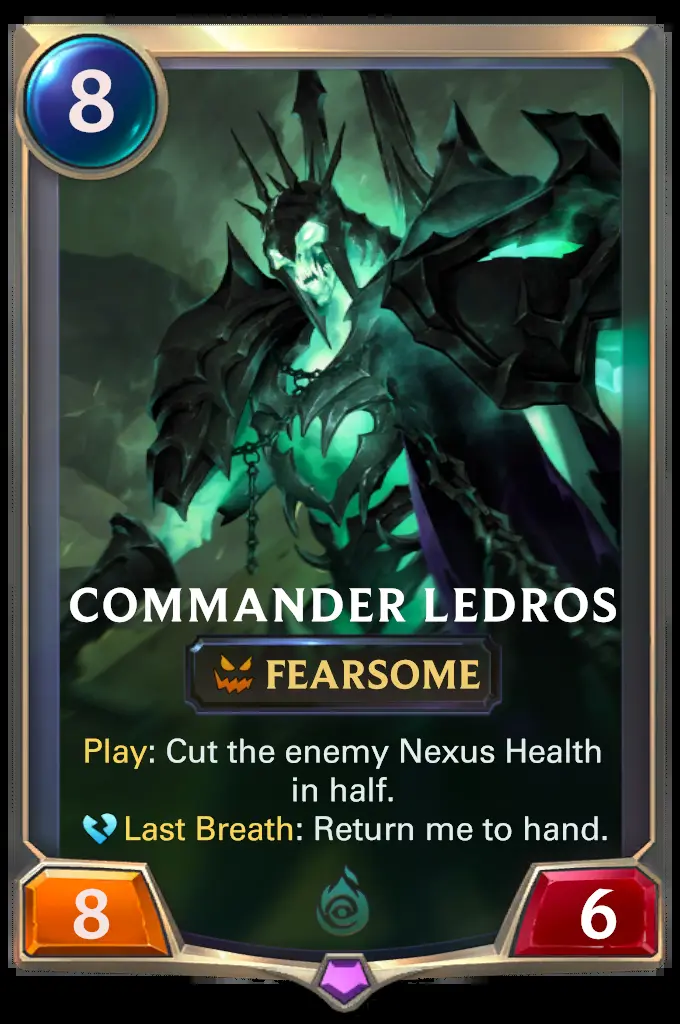 8
COMMANDER LEDROS
FEARSOME
Play: Cut the enemy Nexus Health
in half.
Last Breath: Return me to hand.
8
6